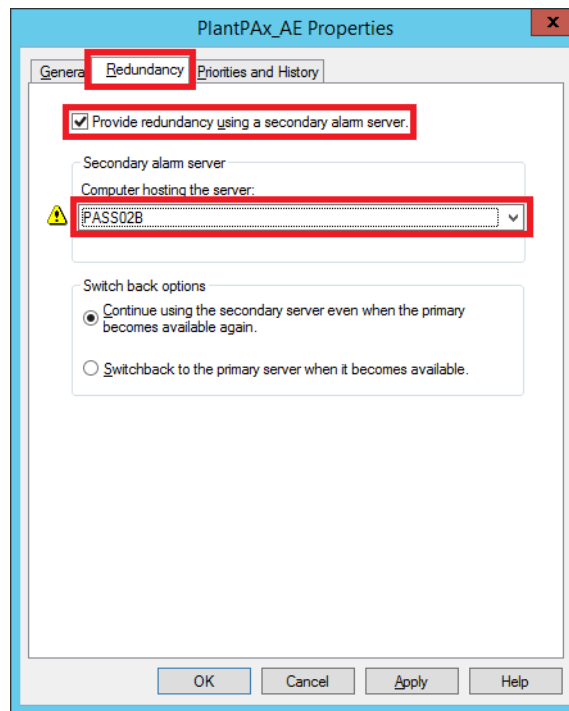 PlantPAx_AE Properties
x
General Redundancy Priorities and History
Provide redundancy using a secondary alarm server.
Secondary alarm server
Computer hosting the server:
PASS02B
Switch back options
Continue using the secondary server even when the primary
becomes available again.
Switchback to the primary server when it becomes available.
OK Cancel Apply Help